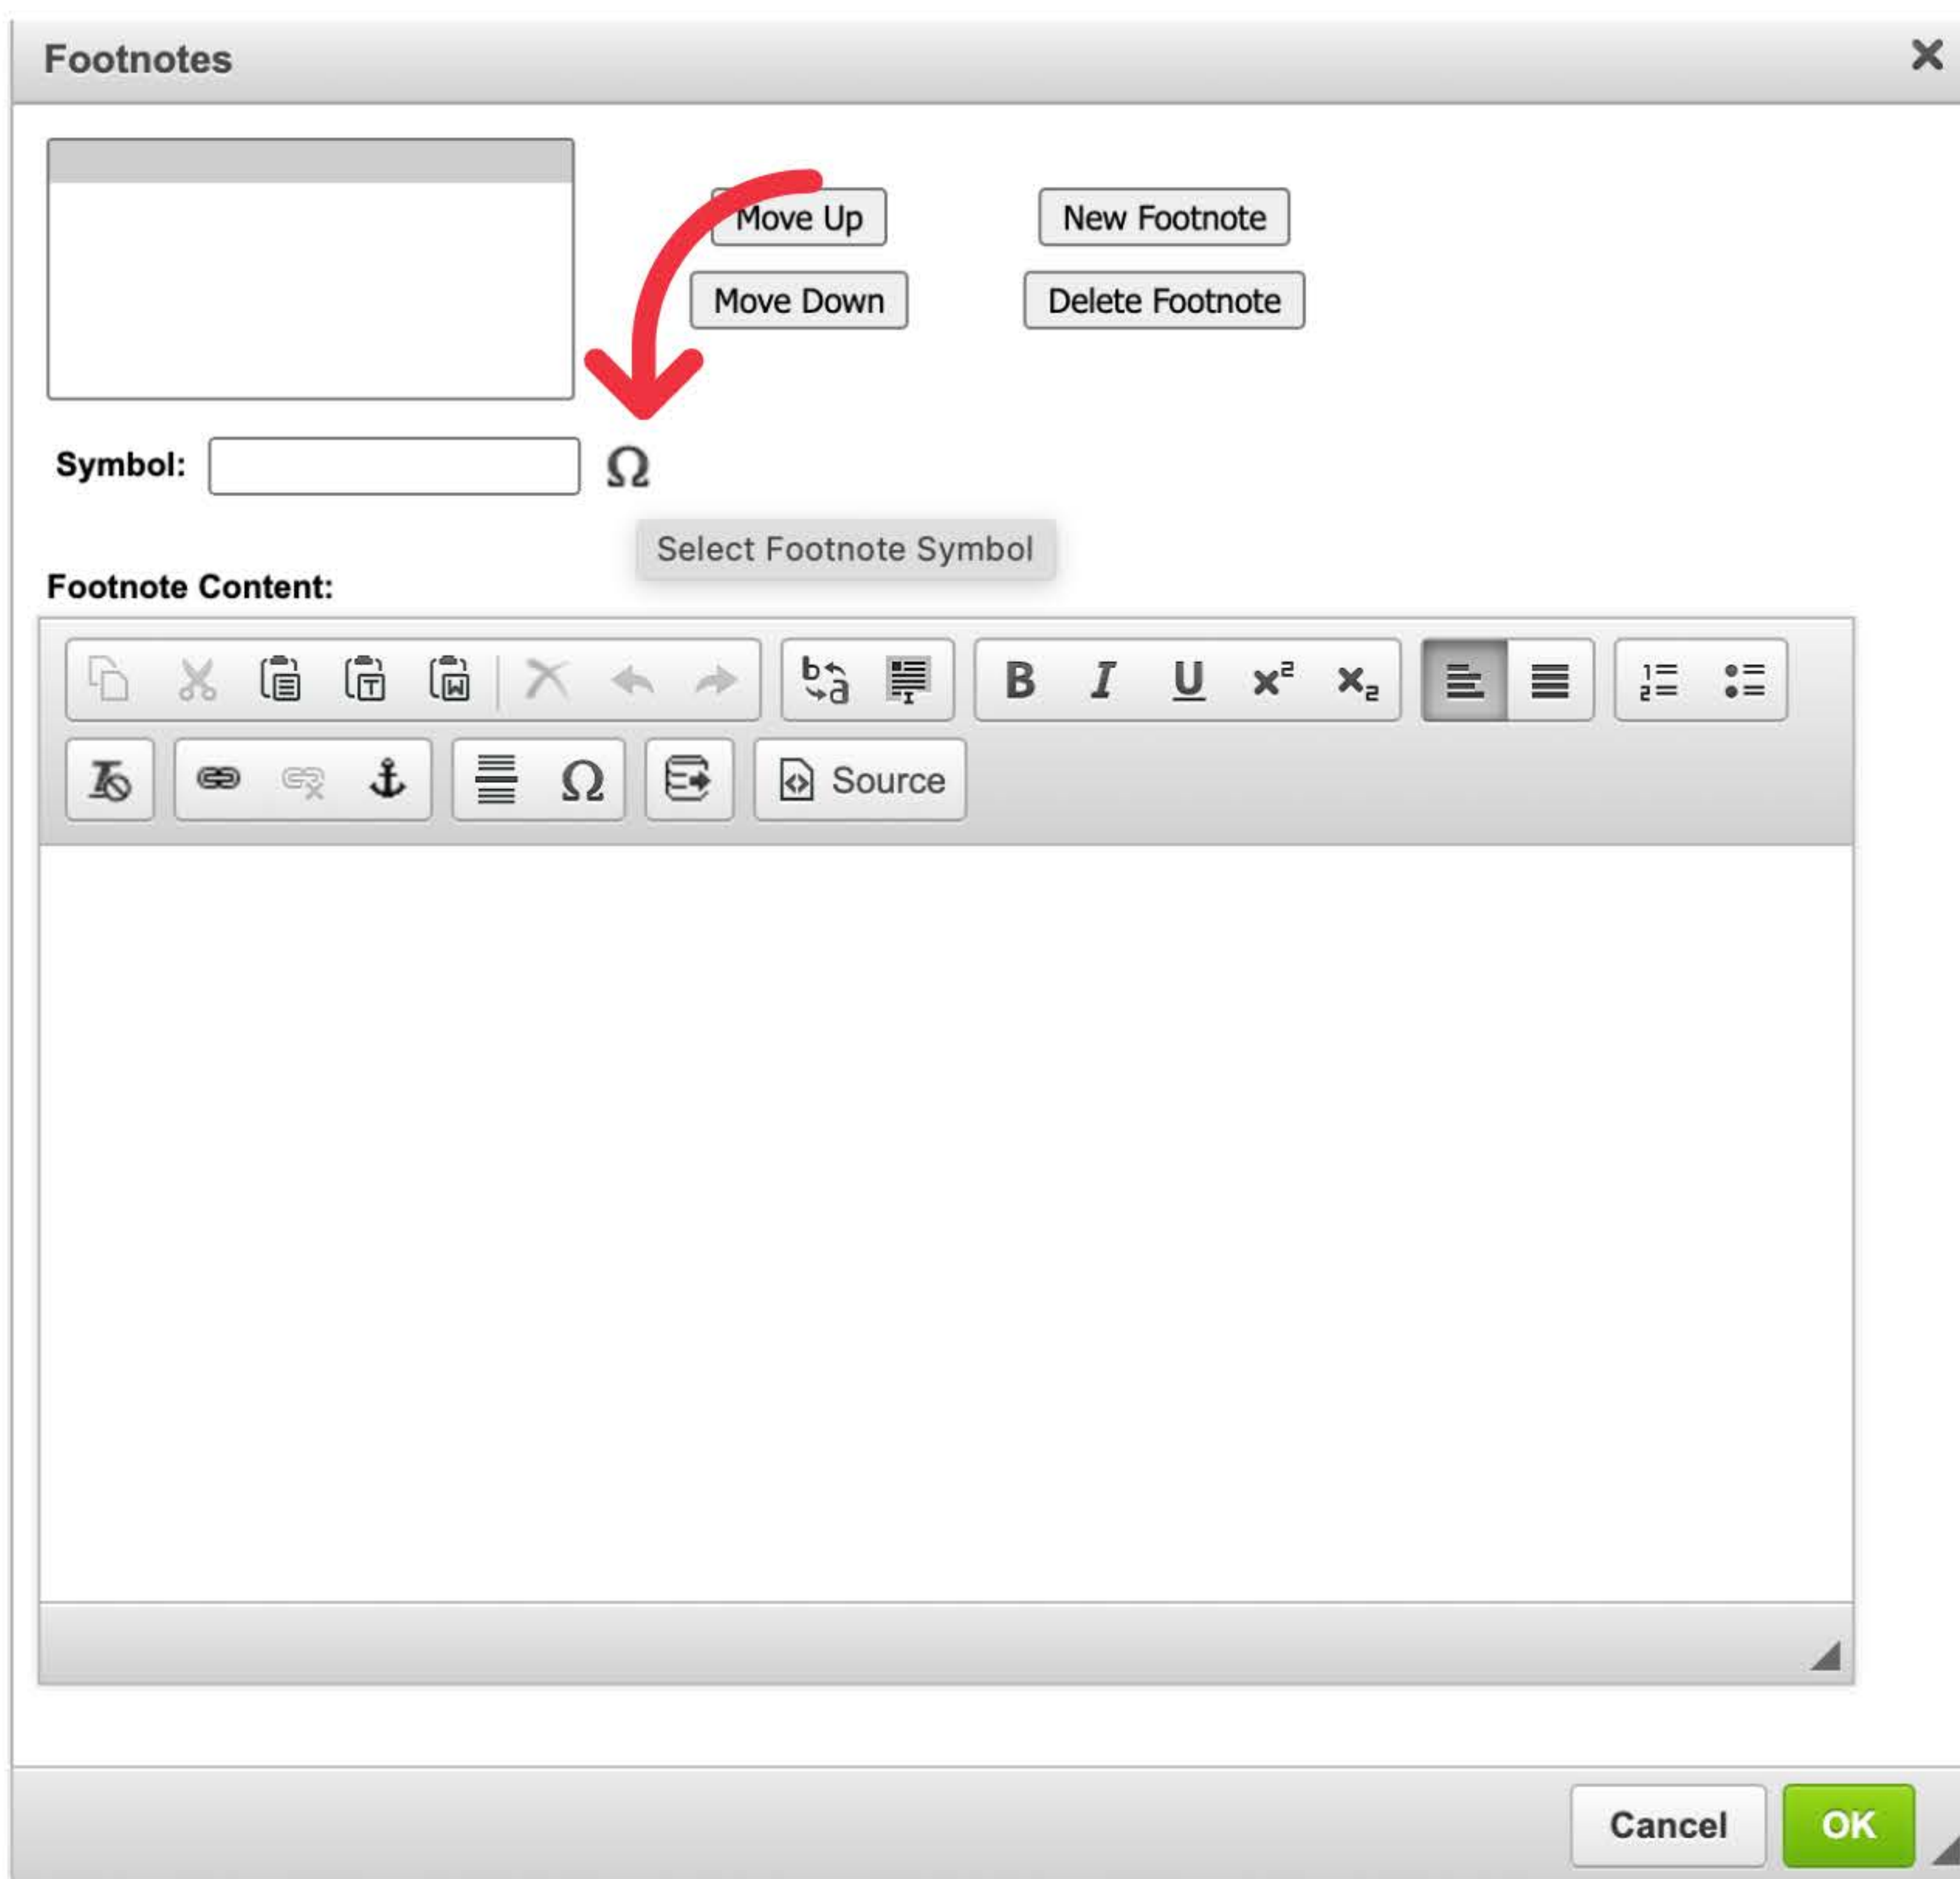 Footnotes
Move Up
New Footnote
Move Down
Delete Footnote
Symbol:
Ω
Select Footnote Symbol
Footnote Content:
B I U x² x₂
Ω
Source
Cancel
OK